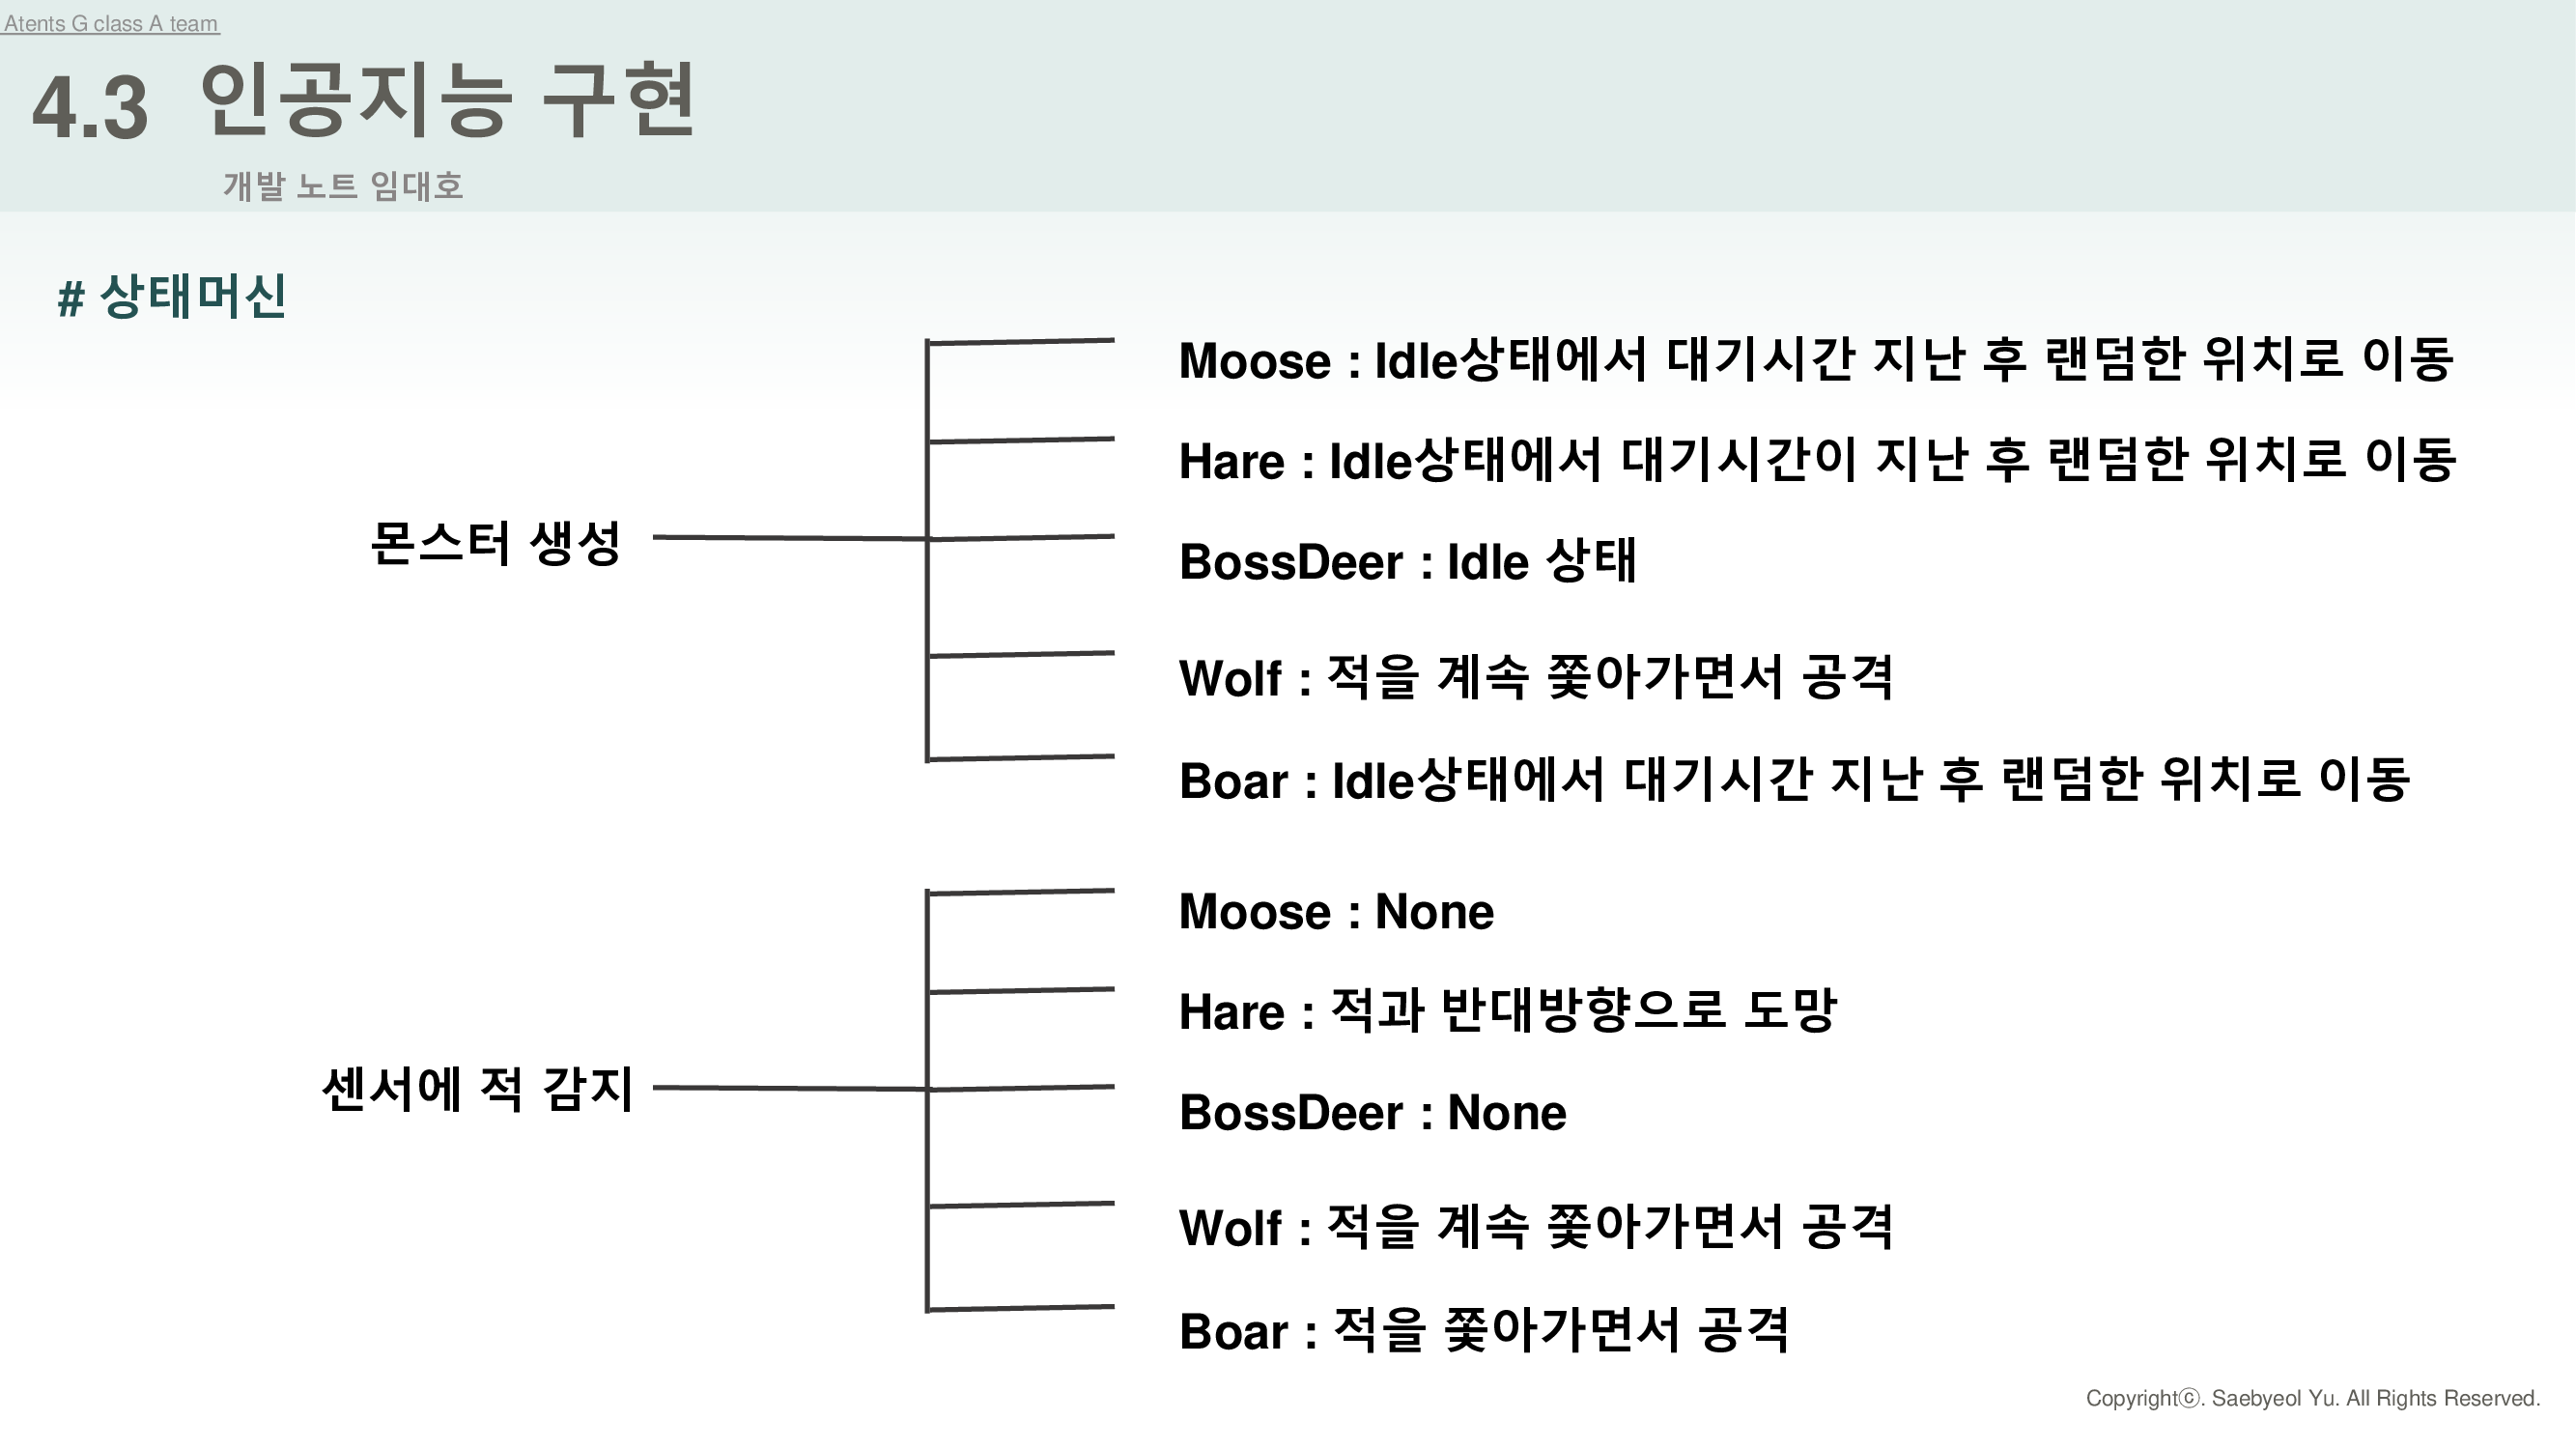 Atents G class A team
4.3 인공지능 구현
개발 노트 임대호
# 상태머신
몬스터 생성
Moose : Idle상태에서 대기시간 지난 후 랜덤한 위치로 이동
Hare : Idle상태에서 대기시간이 지난 후 랜덤한 위치로 이동
BossDeer : Idle 상태
Wolf : 적을 계속 쫓아가면서 공격
Boar : Idle상태에서 대기시간 지난 후 랜덤한 위치로 이동
센서에 적 감지
Moose : None
Hare : 적과 반대방향으로 도망
BossDeer : None
Wolf : 적을 계속 쫓아가면서 공격
Boar : 적을 쫓아가면서 공격
Copyrightⓒ. Saebyeol Yu. All Rights Reserved.